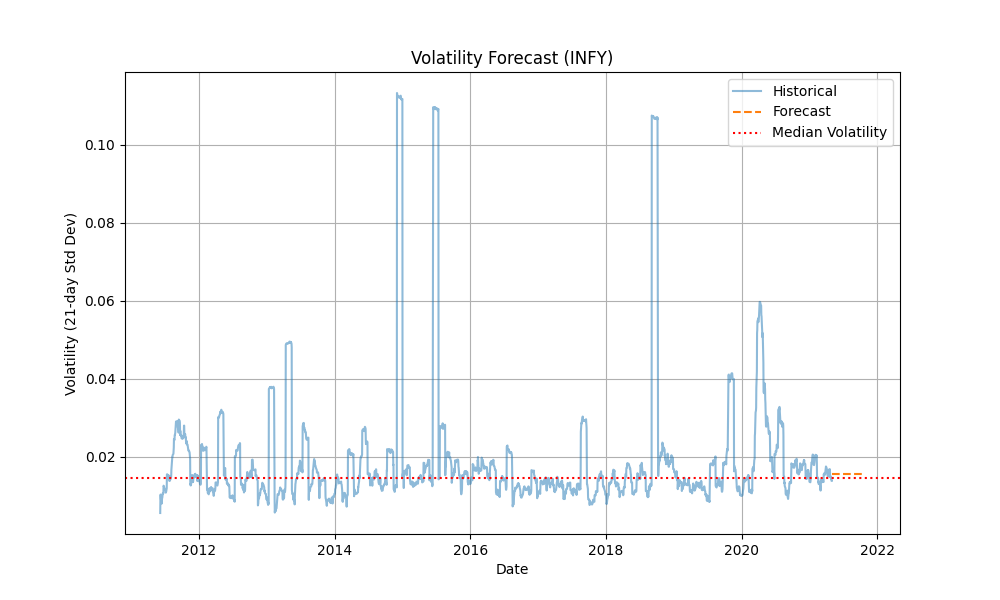 Volatility Forecast (INFY)
Historical
Forecast
Median Volatility
0.10
0.08
0.06
0.04
0.02
Volatility (21-day Std Dev)
2012 2014 2016 2018 2020 2022
Date